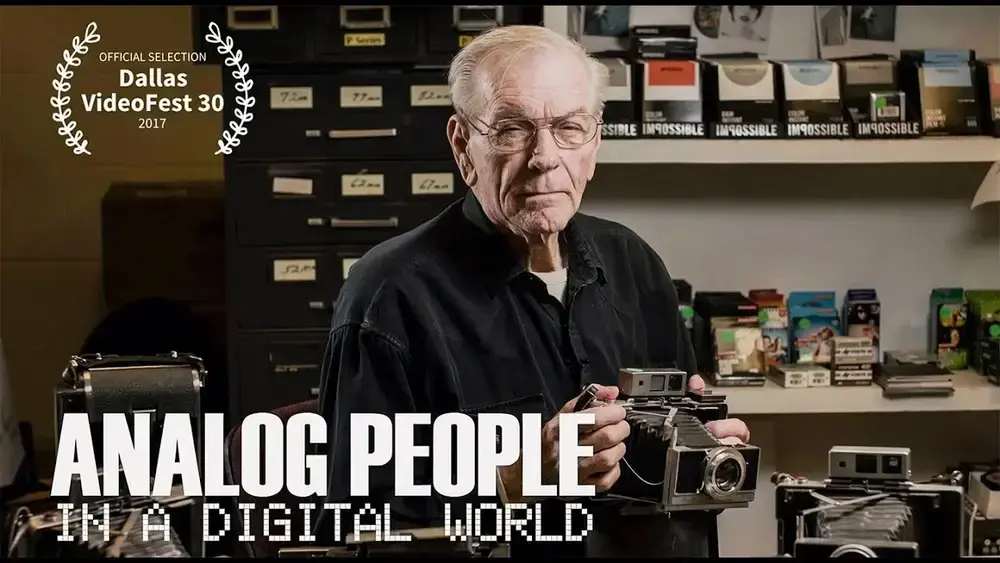 OFFICIAL SELECTION
Dallas
VideoFest 30
2017
P Series
72mm
77mm
82mm
62mm
67mm
52mm
IMPOSSIBLE
IMPOSSIBLE
IMPOSSIBLE
IMPOSSIBLE
ANALOG PEOPLE
IN A DIGITAL WORLD